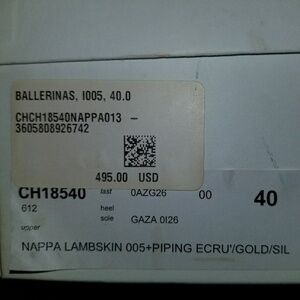 BALLERINAS, I005, 40.0
CHCH18540NAPPA013 –
3605808926742
495.00 USD
CH18540 last 0AZG26 00 40
612 heel
sole GAZA 0I26
upper
NAPPA LAMBSKIN 005+PIPING ECRU'/GOLD/SIL